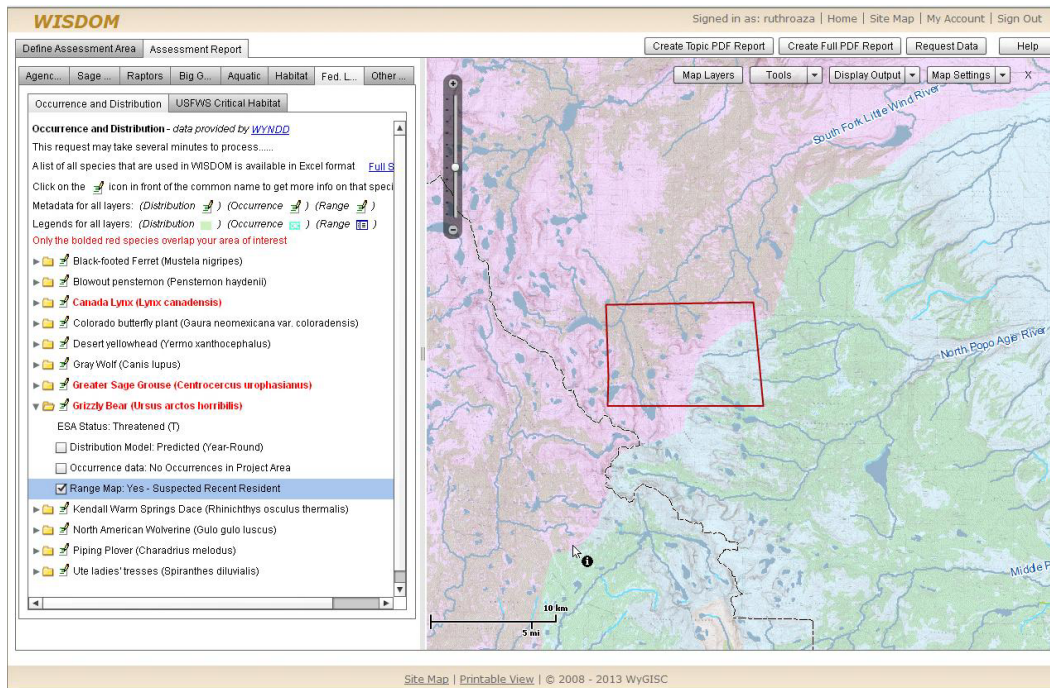 WISDOM
Signed in as: ruthroaza | Home | Site Map | My Account | Sign Out
Define Assessment Area
Assessment Report
Create Topic PDF Report
Create Full PDF Report
Request Data
Help
Agenc...
Sage ...
Raptors
Big G...
Aquatic
Habitat
Fed. L...
Other ...
Map Layers
Tools
Display Output
Map Settings
X
Occurrence and Distribution
USFWS Critical Habitat
Occurrence and Distribution - data provided by WYNDD
This request may take several minutes to process......
A list of all species that are used in WISDOM is available in Excel format Full S
Click on the icon in front of the common name to get more info on that speci
Metadata for all layers: (Distribution ) (Occurrence ) (Range )
Legends for all layers: (Distribution ) (Occurrence ) (Range )
Only the bolded red species overlap your area of interest
Black-footed Ferret (Mustela nigripes)
Blowout penstemon (Penstemon haydenii)
Canada Lynx (Lynx canadensis)
Colorado butterfly plant (Gaura neomexicana var. coloradensis)
Desert yellowhead (Yermo xanthocephalus)
Gray Wolf (Canis lupus)
Greater Sage Grouse (Centrocercus urophasianus)
Grizzly Bear (Ursus arctos horribilis)
ESA Status: Threatened (T)
Distribution Model: Predicted (Year-Round)
Occurrence data: No Occurrences in Project Area
Range Map: Yes - Suspected Recent Resident
Kendall Warm Springs Dace (Rhinichthys osculus thermalis)
North American Wolverine (Gulo gulo luscus)
Piping Plover (Charadrius melodus)
Ute ladies' tresses (Spiranthes diluvialis)
South Fork Little Wind River
North Popo Agie River
Middle P
10 km
5 mi
Site Map | Printable View | © 2008 - 2013 WyGISC